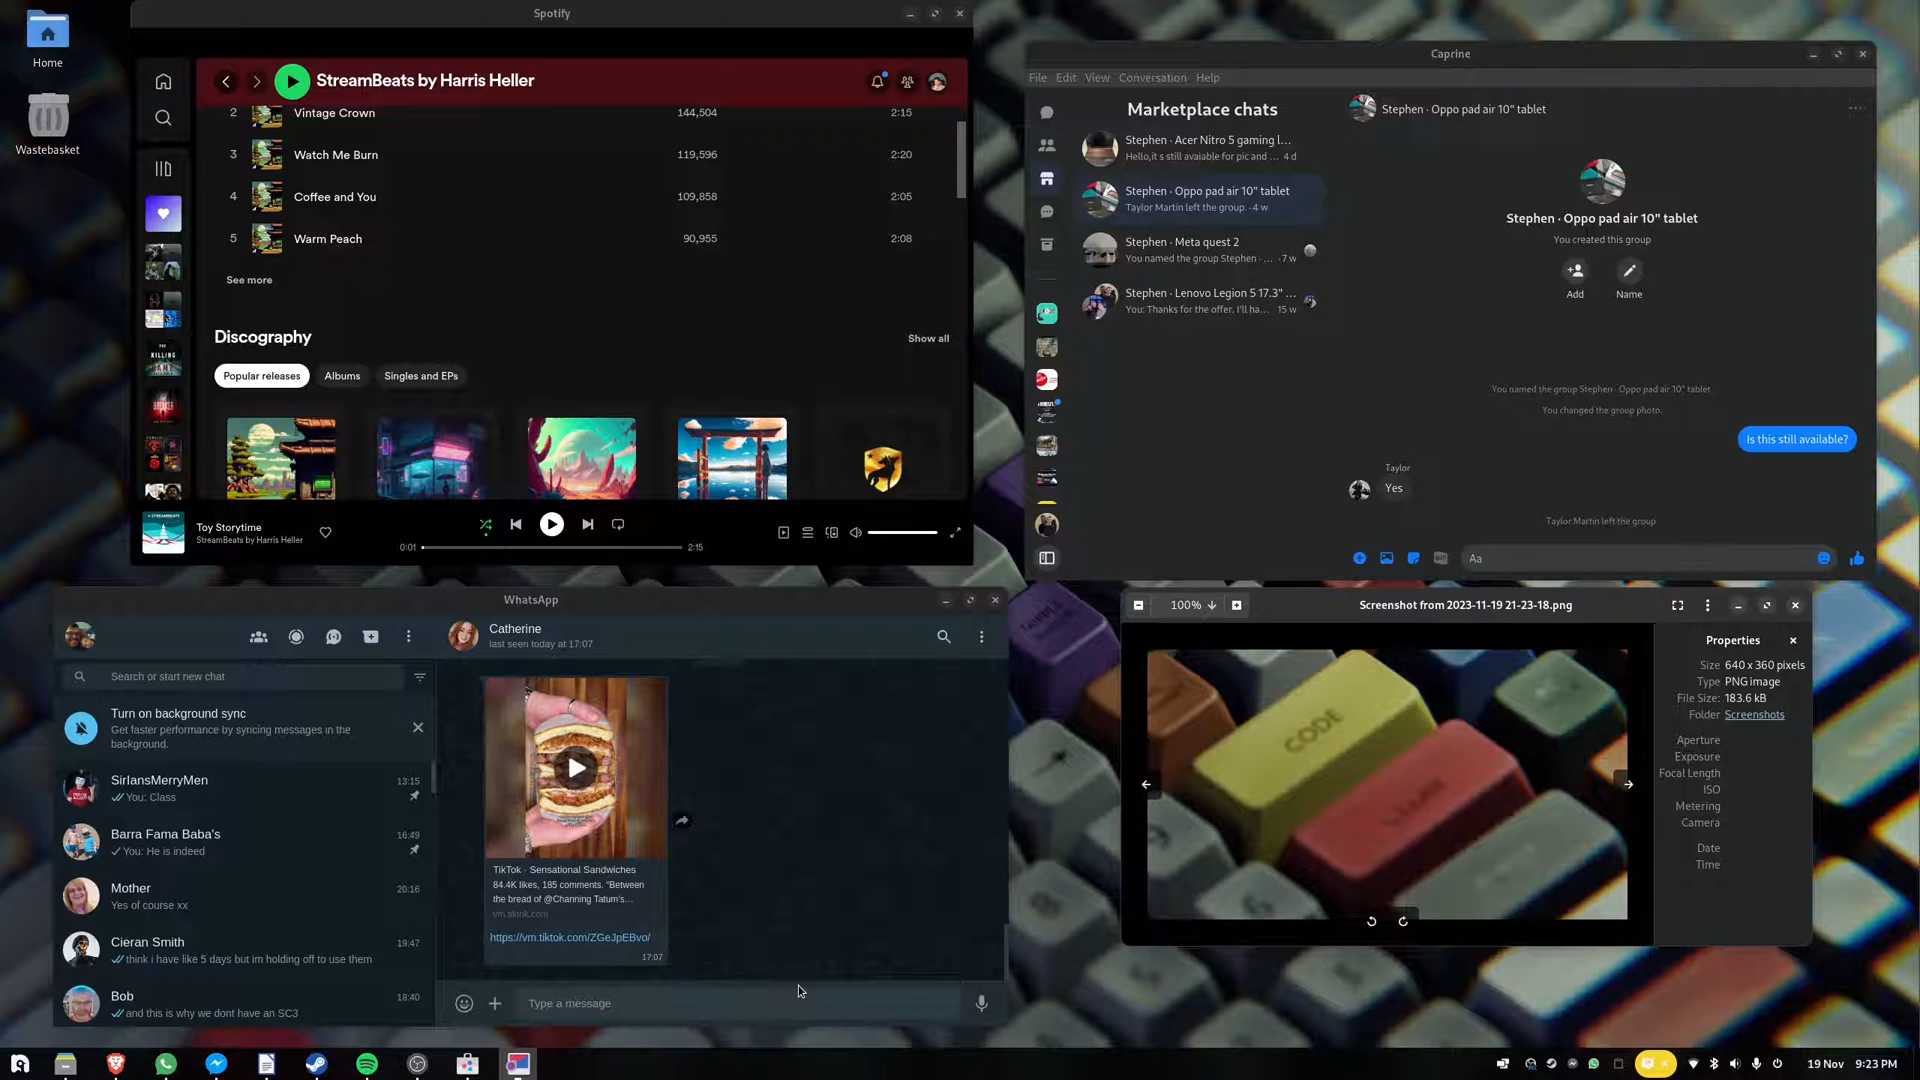 Home
Wastebasket
Spotify
StreamBeats by Harris Heller
2 Vintage Crown 144,504 2:15
3 Watch Me Burn 119,596 2:20
4 Coffee and You 109,858 2:05
5 Warm Peach 90,955 2:08
See more
Discography
Show all
Popular releases Albums Singles and EPs
THE
KILLING
Toy Storytime
StreamBeats by Harris Heller
0:01
2:15
Caprine
File Edit View Conversation Help
Marketplace chats
Stephen · Acer Nitro 5 gaming l...
Hello,it s still avaiable for pic and ... 4 d
Stephen · Oppo pad air 10" tablet
Taylor Martin left the group. · 4 w
Stephen · Meta quest 2
You named the group Stephen · ... · 7 w
Stephen · Lenovo Legion 5 17.3" ...
You: Thanks for the offer. I'll ha... 15 w
Stephen · Oppo pad air 10" tablet
Stephen · Oppo pad air 10" tablet
You created this group
Add
Name
You named the group Stephen · Oppo pad air 10" tablet
You changed the group photo.
Is this still available?
Taylor
Yes
Taylor Martin left the group
Aa
WhatsApp
Catherine
last seen today at 17:07
Search or start new chat
Turn on background sync
Get faster performance by syncing messages in the
background.
SirIansMerryMen 13:15
You: Class
Barra Fama Baba's 16:49
You: He is indeed
Mother 20:16
Yes of course xx
Cieran Smith 19:47
think i have like 5 days but im holding off to use them
Bob 18:40
and this is why we dont have an SC3
TikTok · Sensational Sandwiches
84.4K likes, 185 comments. “Between
the bread of @Channing Tatum's…
vm.tiktok.com
https://vm.tiktok.com/ZGeJpEBvo/
17:07
Type a message
100%
Screenshot from 2023-11-19 21-23-18.png
Properties
Size 640 x 360 pixels
Type PNG image
File Size: 183.6 kB
Folder Screenshots
Aperture
Exposure
Focal Length
ISO
Metering
Camera
Date
Time
CODE
19 Nov 9:23 PM